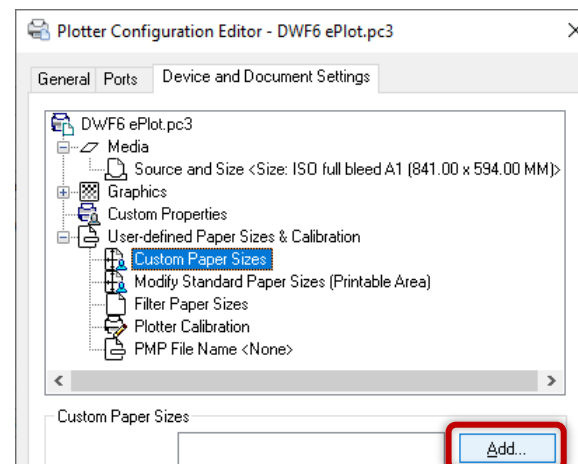 Plotter Configuration Editor - DWF6 ePlot.pc3
General Ports Device and Document Settings
DWF6 ePlot.pc3
Media
Source and Size <Size: ISO full bleed A1 (841.00 x 594.00 MM)>
Graphics
Custom Properties
User-defined Paper Sizes & Calibration
Custom Paper Sizes
Modify Standard Paper Sizes (Printable Area)
Filter Paper Sizes
Plotter Calibration
PMP File Name <None>
Custom Paper Sizes
Add...